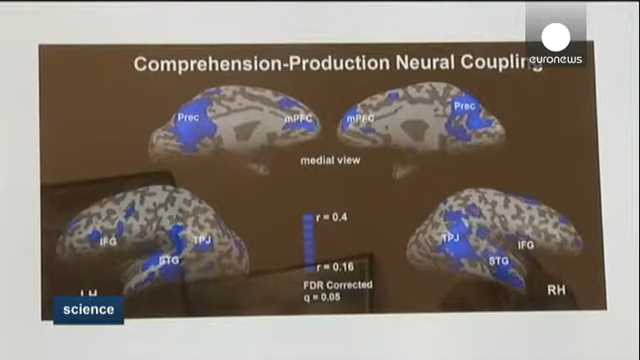 euronews
Comprehension-Production Neural Coupling
Prec
mPFC
mPFC
Prec
medial view
IFG
TPJ
STG
r = 0.4
r = 0.16
FDR Corrected
q = 0.05
TPJ
IFG
STG
LH
RH
science